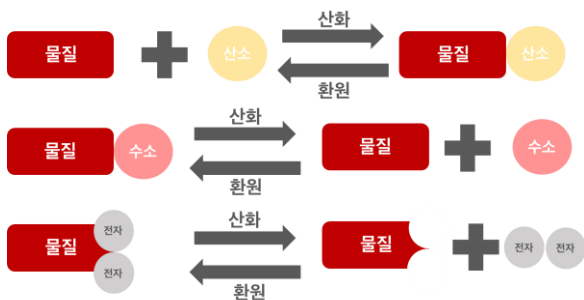 산화
물질 산소 물질 산소
환원
산화
물질 수소 물질 수소
환원
산화
전자
물질 물질 전자 전자
전자
환원